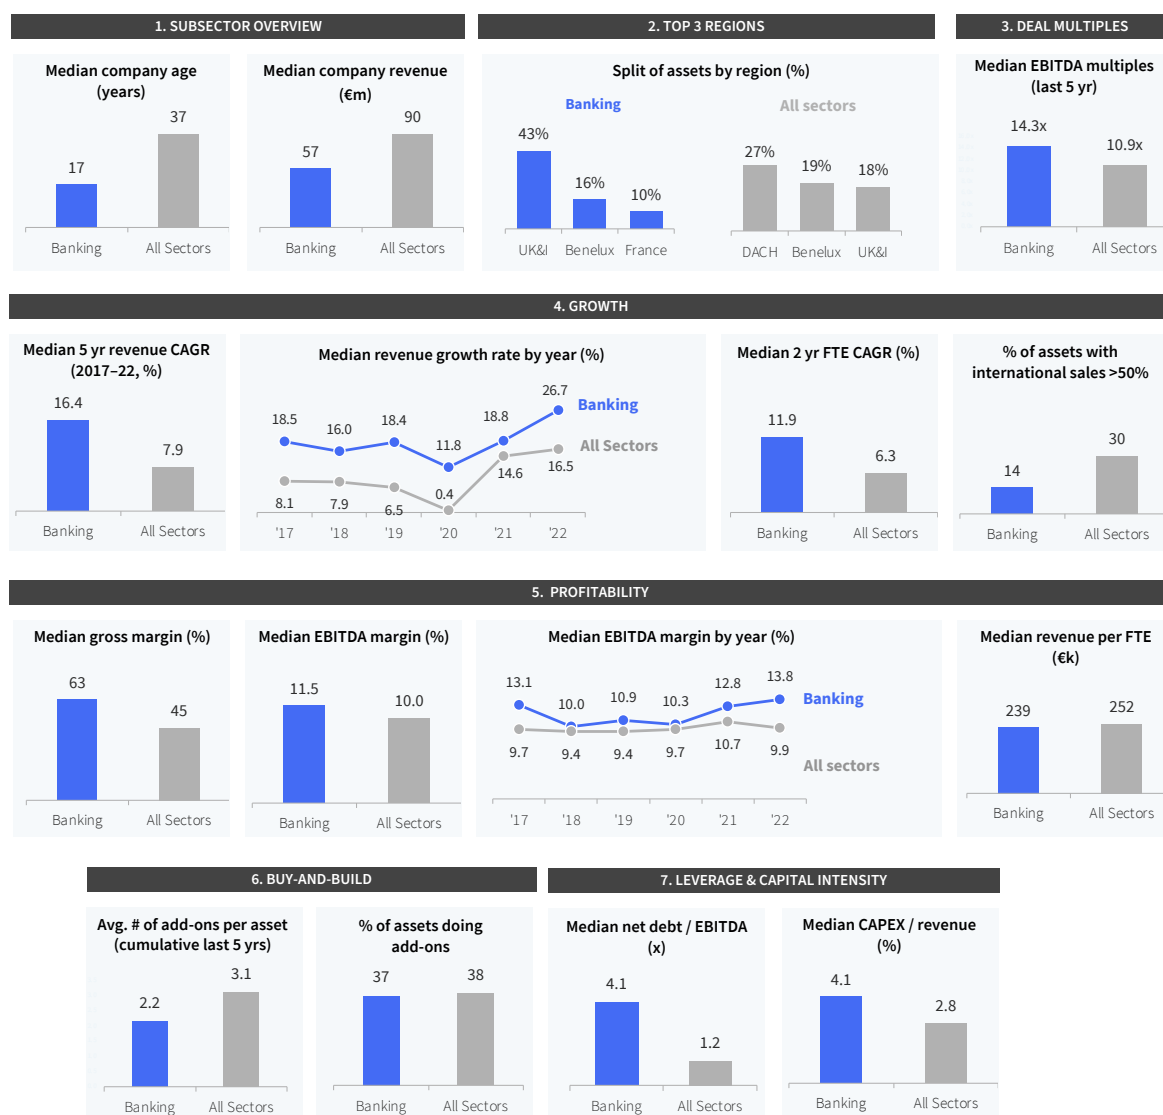 1. SUBSECTOR OVERVIEW
2. TOP 3 REGIONS
3. DEAL MULTIPLES
Median company age
(years)
37
17
Banking
All Sectors
Median company revenue
(€m)
90
57
Banking
All Sectors
Split of assets by region (%)
Banking
All sectors
43%
16%
10%
UK&I
Benelux
France
27%
19%
18%
DACH
Benelux
UK&I
Median EBITDA multiples
(last 5 yr)
14.3x
10.9x
Banking
All Sectors
4. GROWTH
Median 5 yr revenue CAGR
(2017–22, %)
16.4
7.9
Banking
All Sectors
Median revenue growth rate by year (%)
18.5
16.0
18.4
11.8
18.8
26.7
Banking
All Sectors
8.1
7.9
6.5
0.4
14.6
16.5
'17
'18
'19
'20
'21
'22
Median 2 yr FTE CAGR (%)
11.9
6.3
Banking
All Sectors
% of assets with
international sales >50%
30
14
Banking
All Sectors
5. PROFITABILITY
Median gross margin (%)
63
45
Banking
All Sectors
Median EBITDA margin (%)
11.5
10.0
Banking
All Sectors
Median EBITDA margin by year (%)
13.1
10.0
10.9
10.3
12.8
13.8
Banking
9.7
9.4
9.4
9.7
10.7
9.9
All sectors
'17
'18
'19
'20
'21
'22
Median revenue per FTE
(€k)
239
252
Banking
All Sectors
6. BUY-AND-BUILD
7. LEVERAGE & CAPITAL INTENSITY
Avg. # of add-ons per asset
(cumulative last 5 yrs)
3.1
2.2
Banking
All Sectors
% of assets doing
add-ons
37
38
Banking
All Sectors
Median net debt / EBITDA
(x)
4.1
1.2
Banking
All Sectors
Median CAPEX / revenue
(%)
4.1
2.8
Banking
All Sectors